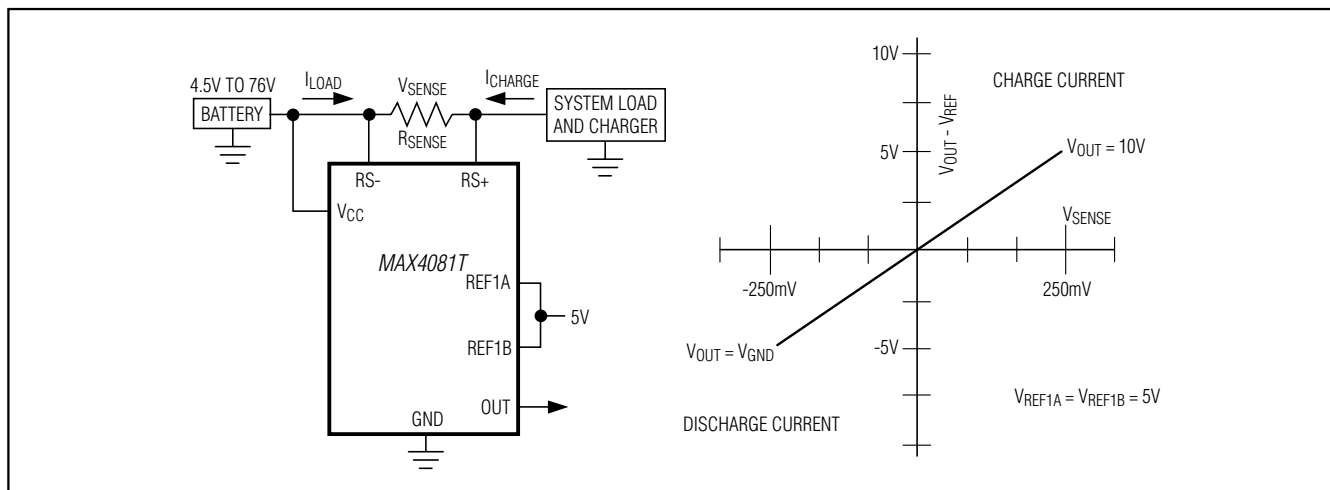 4.5V TO 76V
BATTERY
ILOAD
VSENSE
RSENSE
ICHARGE
SYSTEM LOAD
AND CHARGER
RS-
RS+
VCC
MAX4081T
REF1A
5V
REF1B
OUT
GND
10V
CHARGE CURRENT
VOUT - VREF
5V
VOUT = 10V
VSENSE
-250mV
250mV
VOUT = VGND
-5V
VREF1A = VREF1B = 5V
DISCHARGE CURRENT